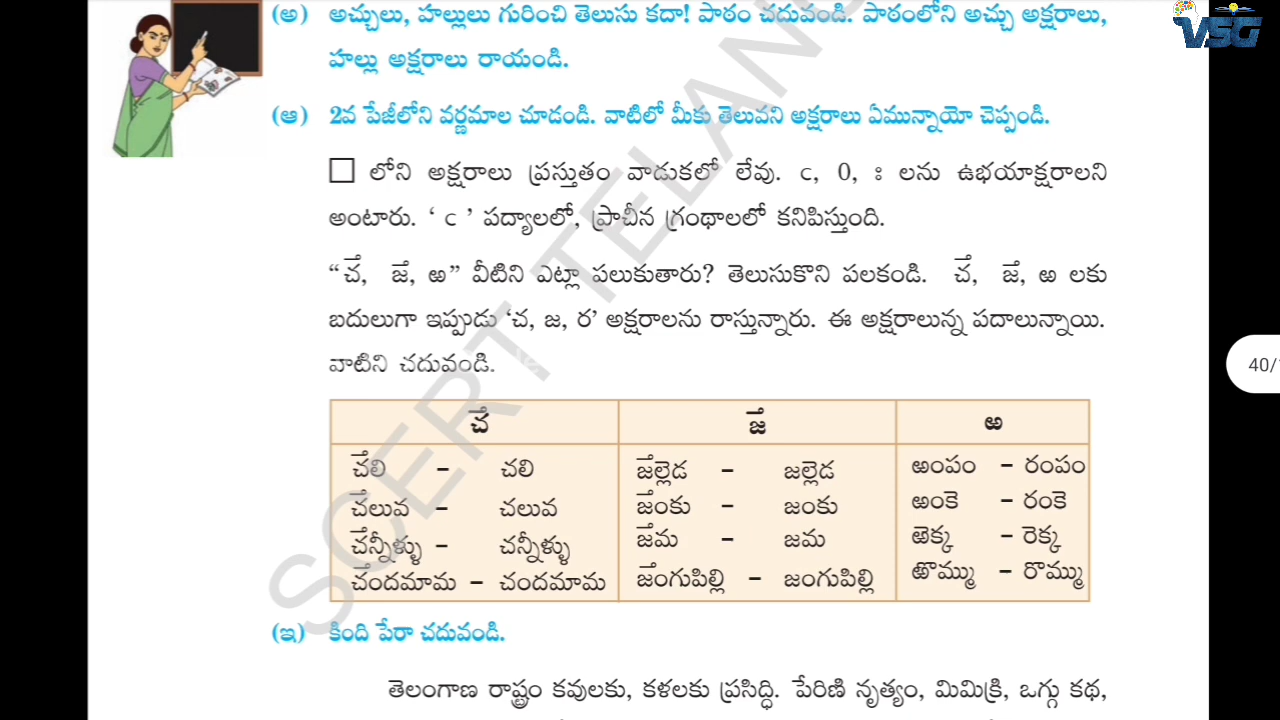 (అ) అచ్చులు, హల్లులు గురించి తెలుసు కదా! పాఠం చదువండి. పాఠంలోని అచ్చు అక్షరాలు,
హల్లు అక్షరాలు రాయండి.
VSG
(ఆ) 2వ పేజీలోని వర్ణమాల చూడండి. వాటిలో మీకు తెలువని అక్షరాలు ఏమున్నాయో చెప్పండి.
□ లోని అక్షరాలు ప్రస్తుతం వాడుకలో లేవు. c, 0, ః లను ఉభయాక్షరాలని
అంటారు. ‘ c ’ పద్యాలలో, ప్రాచీన గ్రంథాలలో కనిపిస్తుంది.
“ౘ, ౙ, ఱ” వీటిని ఎట్లా పలుకుతారు? తెలుసుకొని పలకండి. ౘ, ౙ, ఱ లకు
బదులుగా ఇప్పుడు ‘చ, జ, ర’ అక్షరాలను రాస్తున్నారు. ఈ అక్షరాలున్న పదాలున్నాయి.
వాటిని చదువండి.
ౘ ౙ ఱ
ౘలి – చలి ౙల్లెడ – జల్లెడ ఱంపం – రంపం
ౘలువ – చలువ ౙంకు – జంకు ఱంకె – రంకె
ౘన్నీళ్ళు – చన్నీళ్ళు ౙమ – జమ ఱెక్క – రెక్క
ౘందమామ – చందమామ ౙంగుపిల్లి – జంగుపిల్లి ఱొమ్ము – రొమ్ము
(ఇ) కింది పేరా చదువండి.
తెలంగాణ రాష్ట్రం కవులకు, కళలకు ప్రసిద్ధి. పేరిణి నృత్యం, మిమిక్రి, ఒగ్గు కథ,
SCERT TELAN
40/